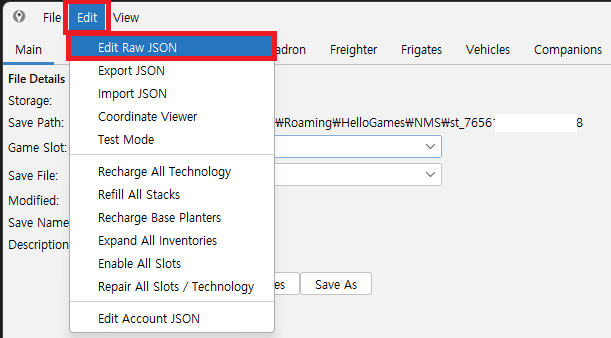 File Edit View
Main adron Freighter Frigates Vehicles Companions
Edit Raw JSON
File Details
Export JSON
Storage:
Import JSON
Save Path:
Coordinate Viewer
₩Roaming₩HelloGames₩NMS₩st_76561 8
Test Mode
Game Slot:
Recharge All Technology
Save File:
Refill All Stacks
Modified:
Recharge Base Planters
Save Name
Expand All Inventories
Description
Enable All Slots
Repair All Slots / Technology
es Save As
Edit Account JSON